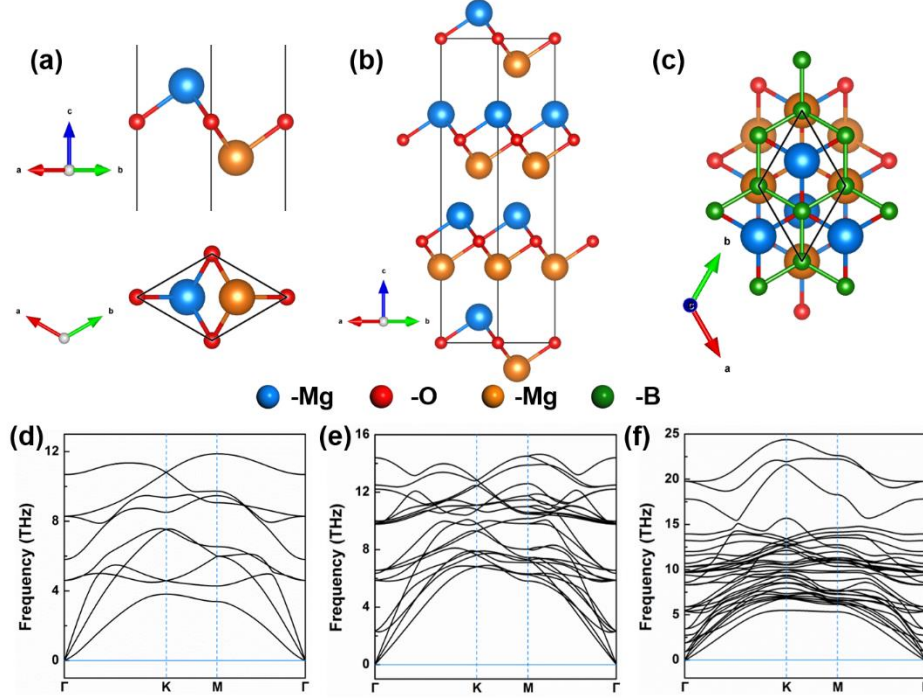 (a)
c
a
b
a
b
(b)
c
a
b
(c)
b
a
-Mg
-O
-Mg
-B
(d)
Frequency (THz)
12
8
4
0
Γ
K
M
Γ
(e)
Frequency (THz)
16
12
8
4
0
Γ
K
M
Γ
(f)
Frequency (THz)
25
20
15
10
5
0
Γ
K
M